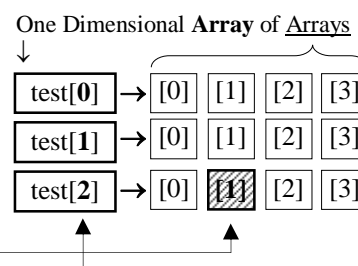 One Dimensional Array of Arrays
↓
test[0] → [0] [1] [2] [3]
test[1] → [0] [1] [2] [3]
test[2] → [0] [1] [2] [3]